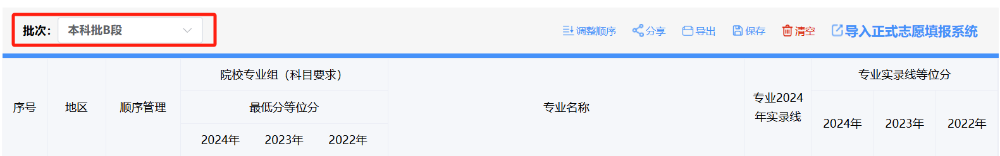 批次： 本科批B段 调整顺序 分享 导出 保存 清空 导入正式志愿填报系统
序号 地区 顺序管理 院校专业组（科目要求） 专业名称 专业2024年实录线 专业实录线等位分
最低分等位分
2024年 2023年 2022年 2024年 2023年 2022年